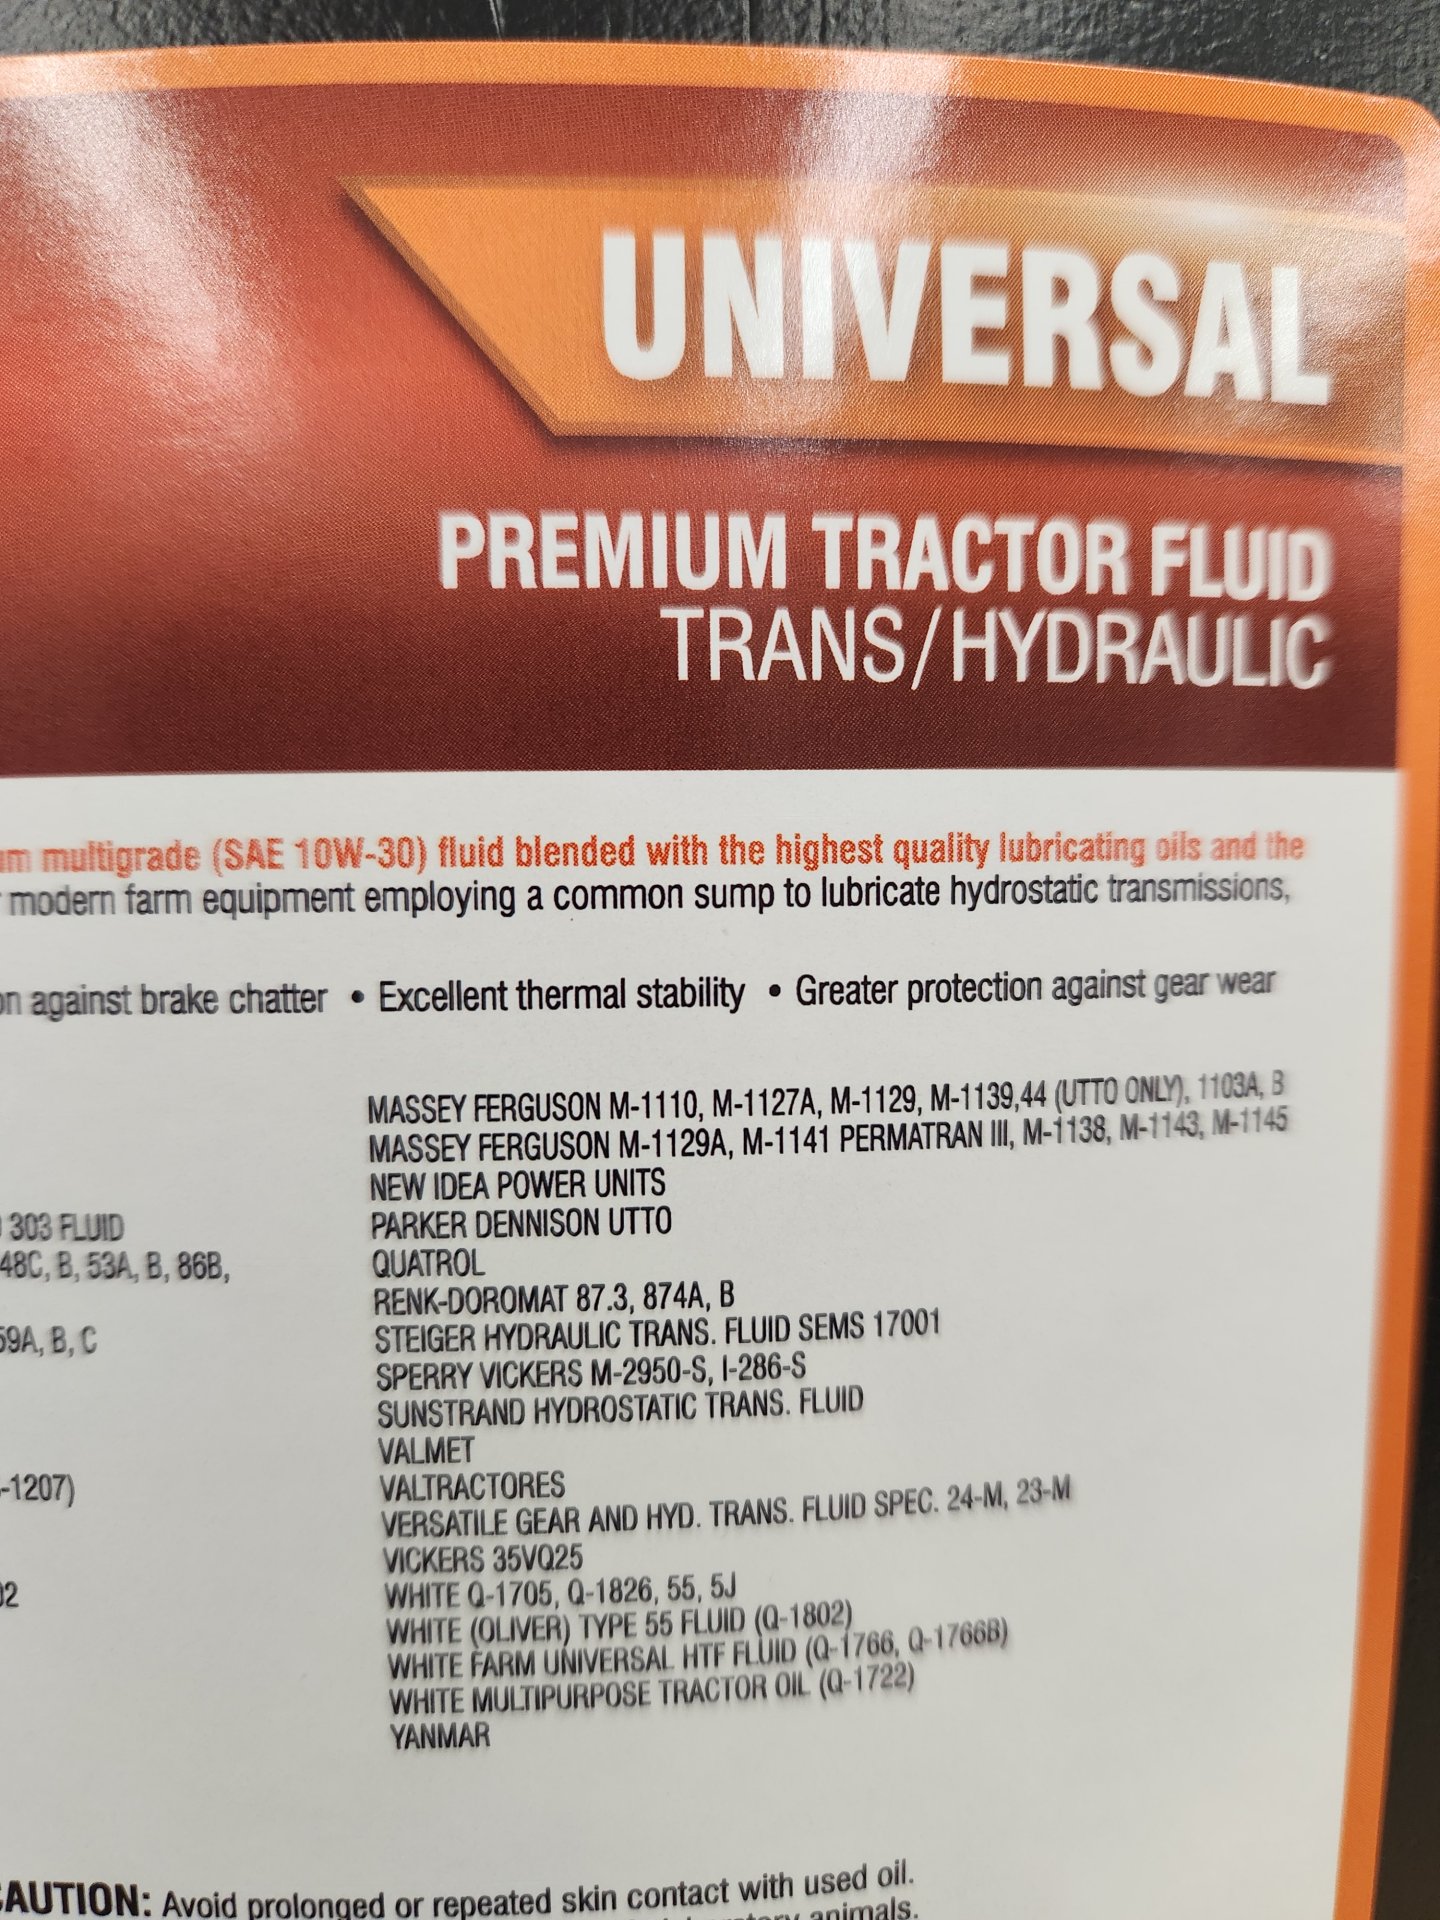 UNIVERSAL
PREMIUM TRACTOR FLUID
TRANS/HYDRAULIC
multigrade (SAE 10W-30) fluid blended with the highest quality lubricating oils and the
modern farm equipment employing a common sump to lubricate hydrostatic transmissions,
against brake chatter • Excellent thermal stability • Greater protection against gear wear
303 FLUID
48C, B, 53A, B, 86B,
59A, B, C
-1207)
02
MASSEY FERGUSON M-1110, M-1127A, M-1129, M-1139,44 (UTTO ONLY), 1103A, B
MASSEY FERGUSON M-1129A, M-1141 PERMATRAN III, M-1138, M-1143, M-1145
NEW IDEA POWER UNITS
PARKER DENNISON UTTO
QUATROL
RENK-DOROMAT 87.3, 874A, B
STEIGER HYDRAULIC TRANS. FLUID SEMS 17001
SPERRY VICKERS M-2950-S, I-286-S
SUNSTRAND HYDROSTATIC TRANS. FLUID
VALMET
VALTRACTORES
VERSATILE GEAR AND HYD. TRANS. FLUID SPEC. 24-M, 23-M
VICKERS 35VQ25
WHITE Q-1705, Q-1826, 55, 5J
WHITE (OLIVER) TYPE 55 FLUID (Q-1802)
WHITE FARM UNIVERSAL HTF FLUID (Q-1766, Q-1766B)
WHITE MULTIPURPOSE TRACTOR OIL (Q-1722)
YANMAR
CAUTION: Avoid prolonged or repeated skin contact with used oil.
animals.